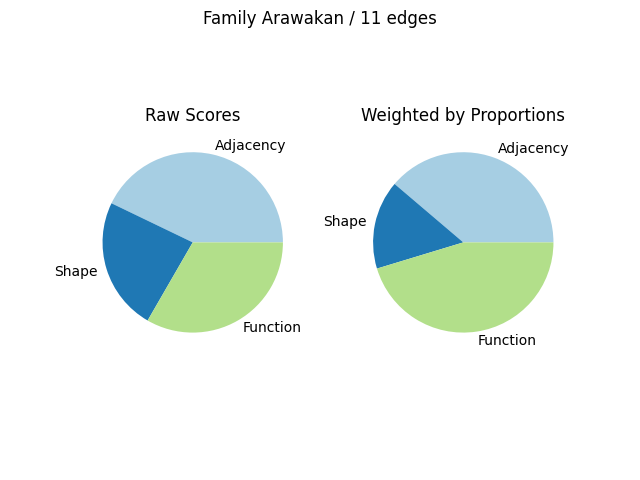 Family Arawakan / 11 edges
Raw Scores
Adjacency
Shape
Function
Weighted by Proportions
Adjacency
Shape
Function